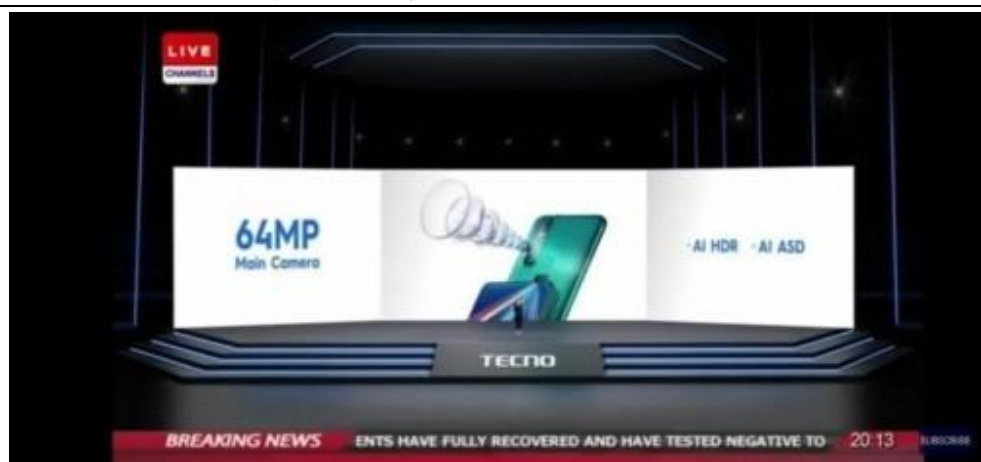 LIVE
CHANNELS
64MP
Main Camera
·AI HDR ·AI ASD
TECNO
BREAKING NEWS ENTS HAVE FULLY RECOVERED AND HAVE TESTED NEGATIVE TO 20:13 SUBSCRIBE